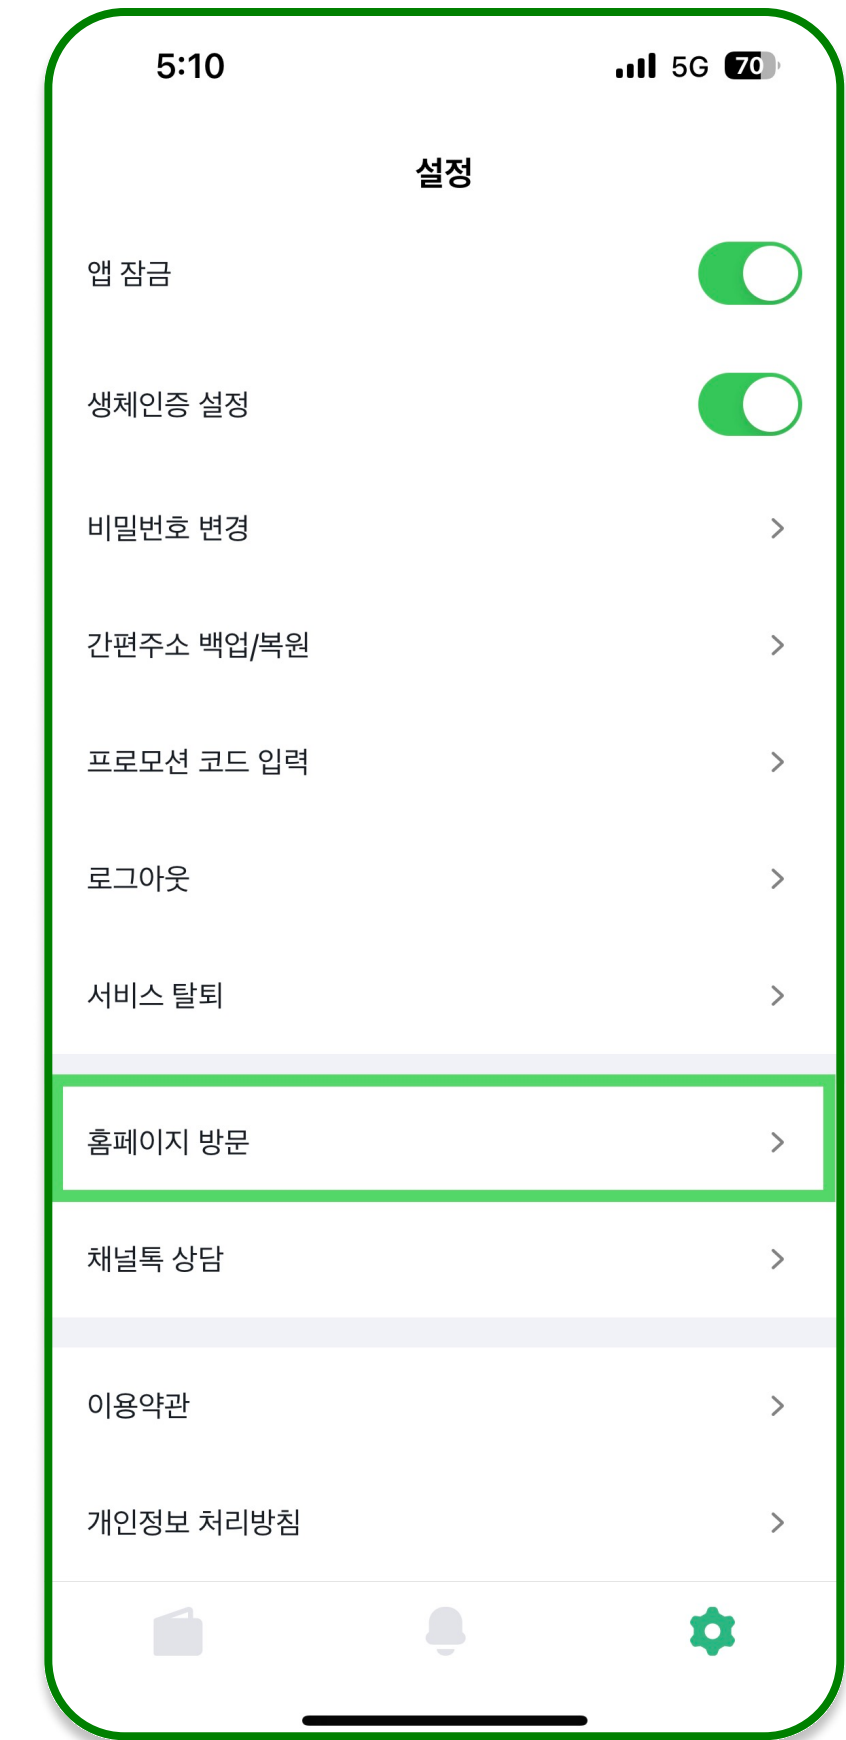 5:10
5G 70
설정
앱 잠금
생체인증 설정
비밀번호 변경
간편주소 백업/복원
프로모션 코드 입력
로그아웃
서비스 탈퇴
홈페이지 방문
채널톡 상담
이용약관
개인정보 처리방침